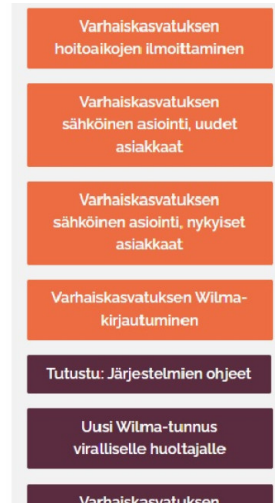 Varhaiskasvatuksen
hoitoaikojen ilmoittaminen
Varhaiskasvatuksen
sähköinen asiointi, uudet
asiakkaat
Varhaiskasvatuksen
sähköinen asiointi, nykyiset
asiakkaat
Varhaiskasvatuksen Wilma-
kirjautuminen
Tutustu: Järjestelmien ohjeet
Uusi Wilma-tunnus
viralliselle huoltajalle
Varhaiskasvatuksen